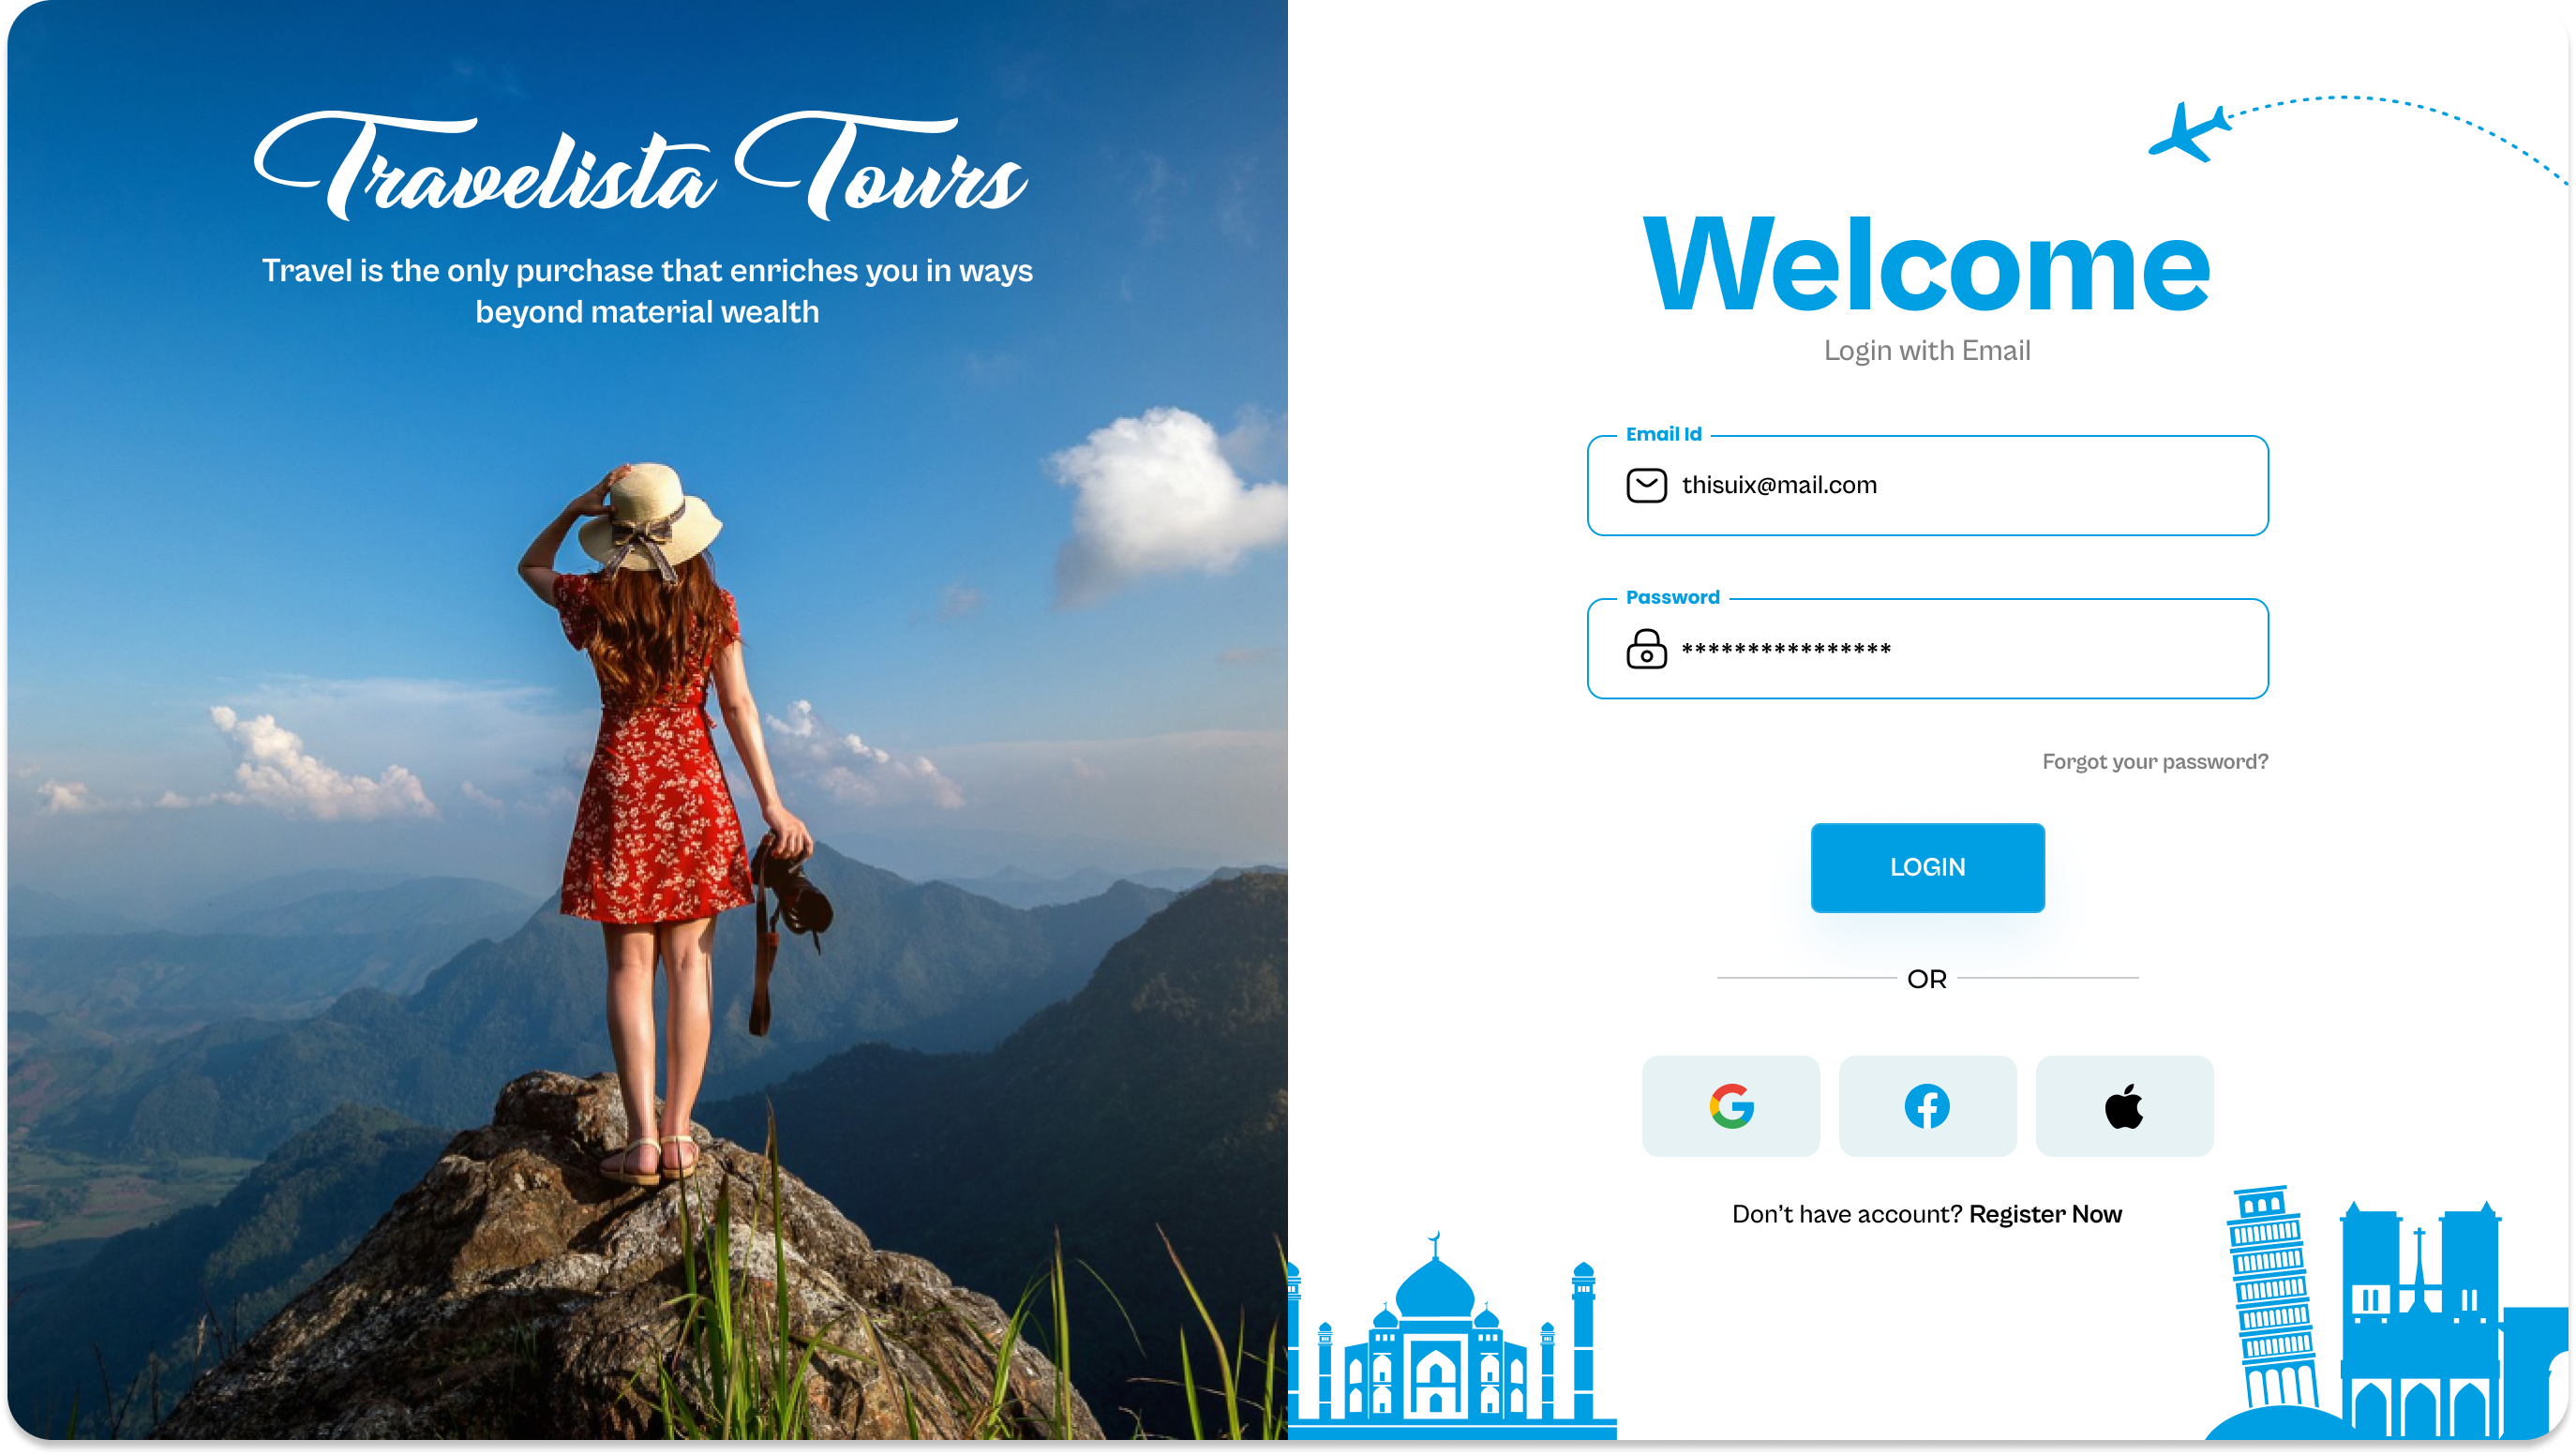 Travelista Tours
Travel is the only purchase that enriches you in ways
beyond material wealth
Welcome
Login with Email
Email Id
thisuix@mail.com
Password
****************
Forgot your password?
LOGIN
OR
Don’t have account? Register Now